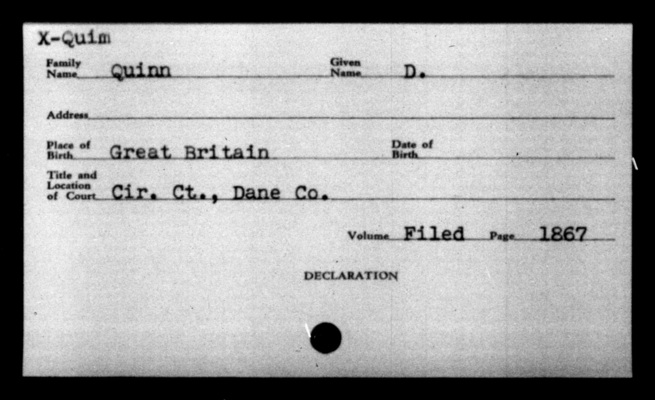 X-Quim
Family Name Quinn Given Name D.
Address
Place of Birth Great Britain Date of Birth
Title and Location of Court Cir. Ct., Dane Co.
Volume Filed Page 1867
DECLARATION